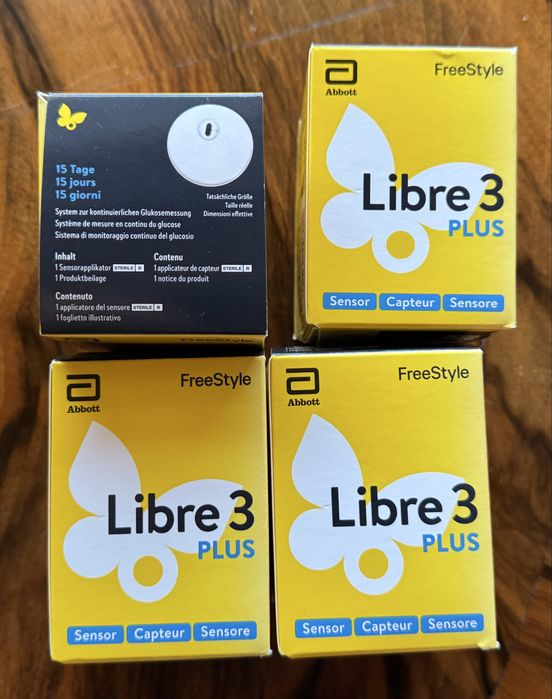 15 Tage
15 jours
15 giorni
Tatsächliche Größe
Taille réelle
Dimensioni effettive
System zur kontinuierlichen Glukosemessung
Système de mesure en continu du glucose
Sistema di monitoraggio continuo del glucosio
Inhalt
1 Sensorapplikator STERILE R
1 Produktbeilage
Contenu
1 applicateur de capteur STERILE R
1 notice du produit
Contenuto
1 applicatore del sensore STERILE R
1 foglietto illustrativo
FreeStyle
Abbott
FreeStyle
Libre 3
PLUS
Sensor Capteur Sensore
Abbott
FreeStyle
Libre 3
PLUS
Sensor Capteur Sensore
Abbott
FreeStyle
Libre 3
PLUS
Sensor Capteur Sensore